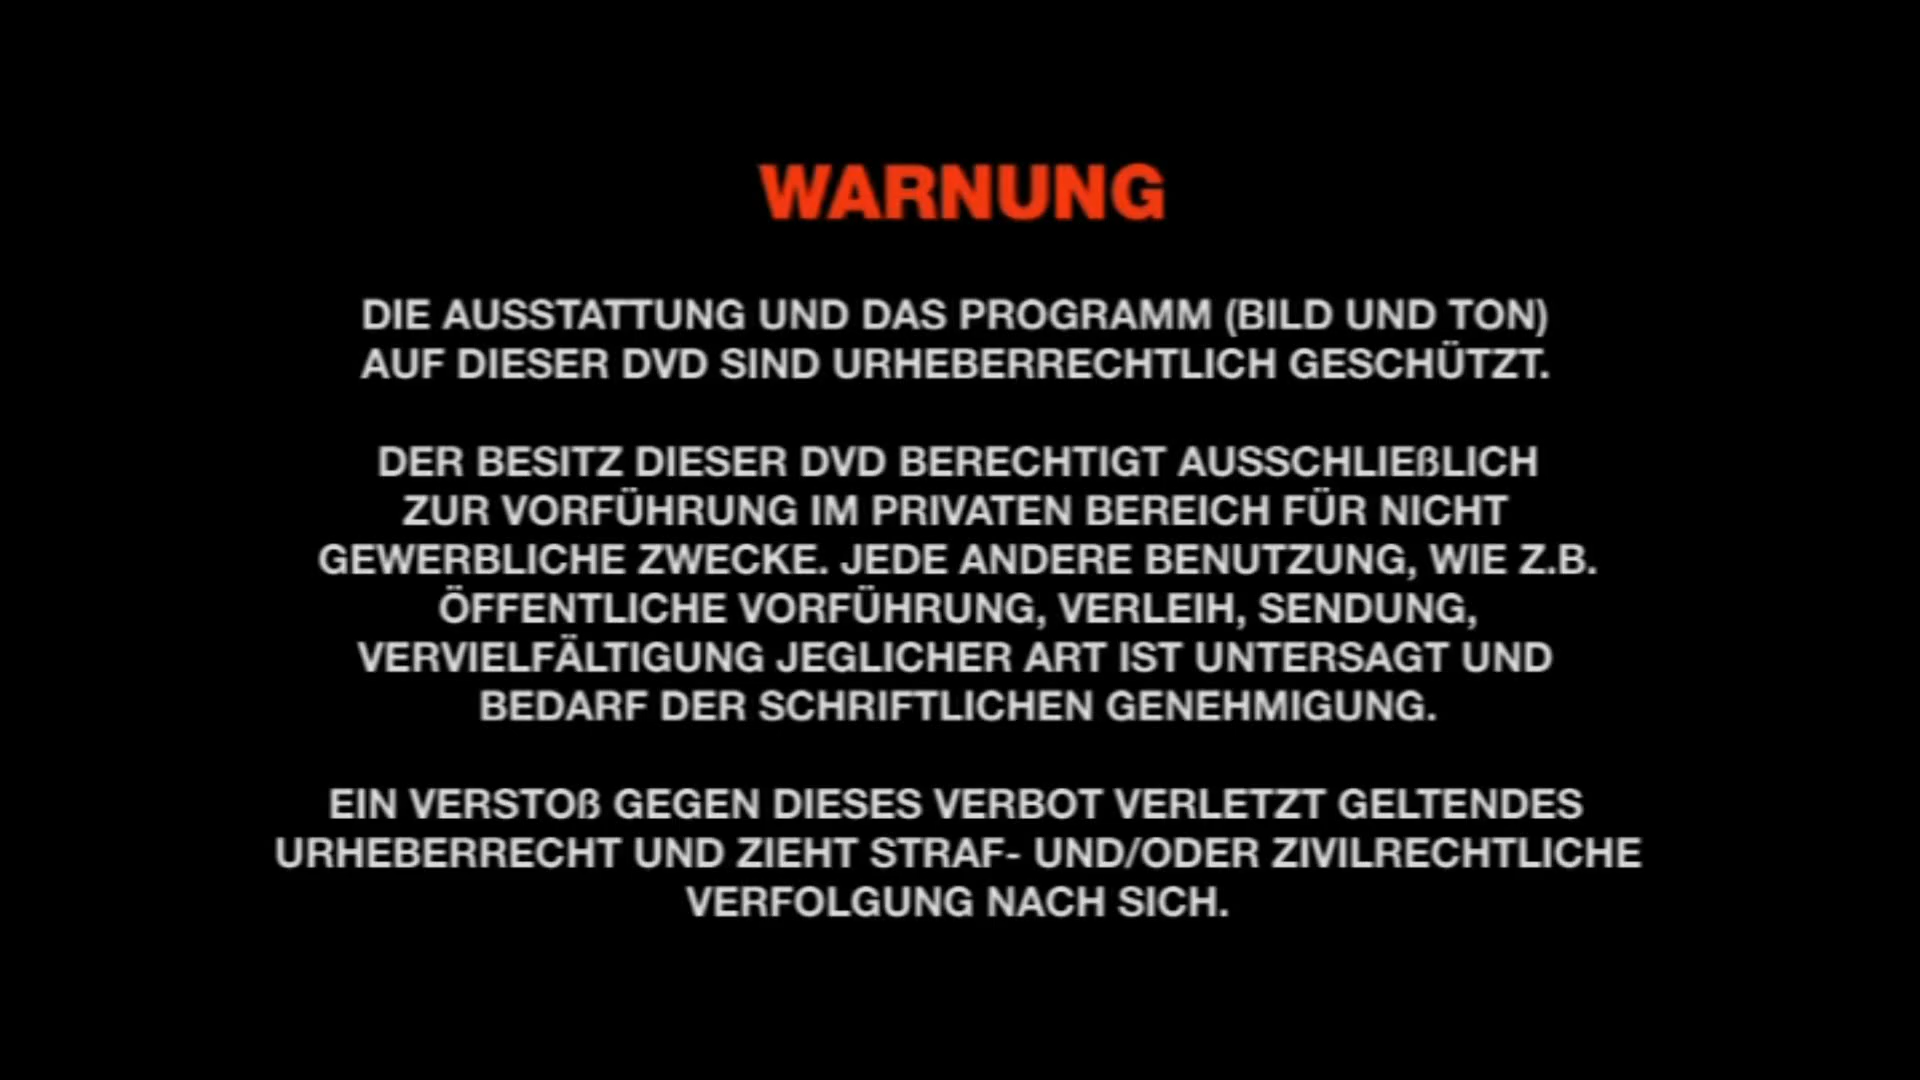 WARNUNG
DIE AUSSTATTUNG UND DAS PROGRAMM (BILD UND TON)
AUF DIESER DVD SIND URHEBERRECHTLICH GESCHÜTZT.
DER BESITZ DIESER DVD BERECHTIGT AUSSCHLIEßLICH
ZUR VORFÜHRUNG IM PRIVATEN BEREICH FÜR NICHT
GEWERBLICHE ZWECKE. JEDE ANDERE BENUTZUNG, WIE Z.B.
ÖFFENTLICHE VORFÜHRUNG, VERLEIH, SENDUNG,
VERVIELFÄLTIGUNG JEGLICHER ART IST UNTERSAGT UND
BEDARF DER SCHRIFTLICHEN GENEHMIGUNG.
EIN VERSTOß GEGEN DIESES VERBOT VERLETZT GELTENDES
URHEBERRECHT UND ZIEHT STRAF- UND/ODER ZIVILRECHTLICHE
VERFOLGUNG NACH SICH.